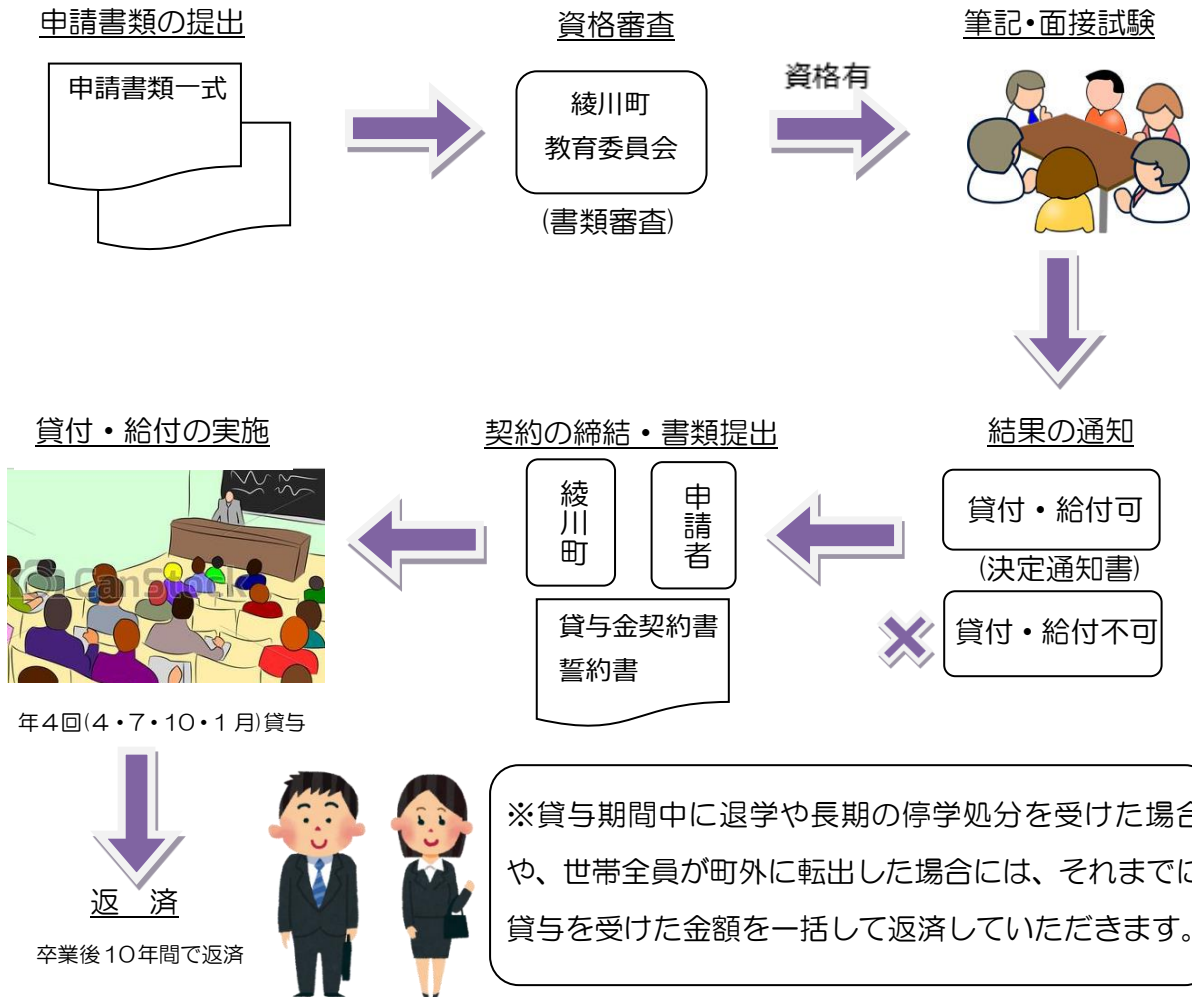 申請書類の提出
申請書類一式
資格審査
綾川町
教育委員会
(書類審査)
資格有
筆記・面接試験
結果の通知
貸付・給付可
(決定通知書)
貸付・給付不可
契約の締結・書類提出
綾川町
申請者
貸与金契約書
誓約書
貸付・給付の実施
CanStock
年4回(4・7・10・1月)貸与
返 済
卒業後10年間で返済
※貸与期間中に退学や長期の停学処分を受けた場合
や、世帯全員が町外に転出した場合には、それまでに
貸与を受けた金額を一括して返済していただきます。